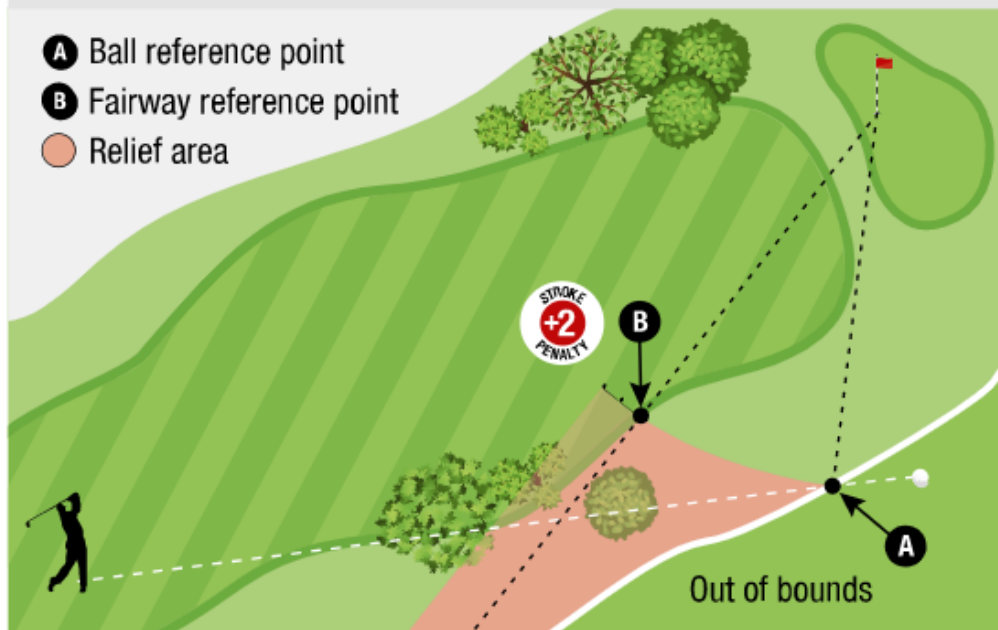 A Ball reference point
B Fairway reference point
Relief area
STROKE
+2
PENALTY
B
A
Out of bounds